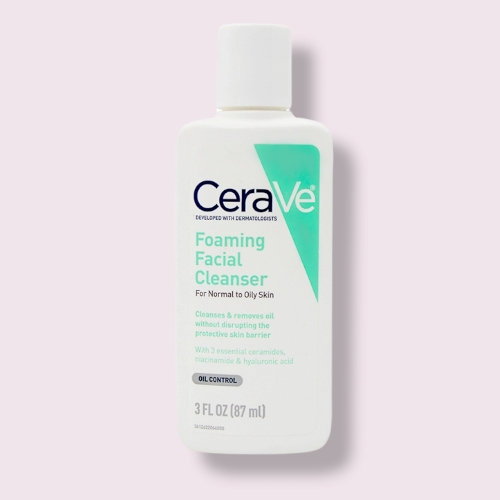 CeraVe®
DEVELOPED WITH DERMATOLOGISTS
Foaming
Facial
Cleanser
For Normal to Oily Skin
Cleanses & removes oil
without disrupting the
protective skin barrier
With 3 essential ceramides,
niacinamide & hyaluronic acid
OIL CONTROL
3 FL OZ (87 ml)